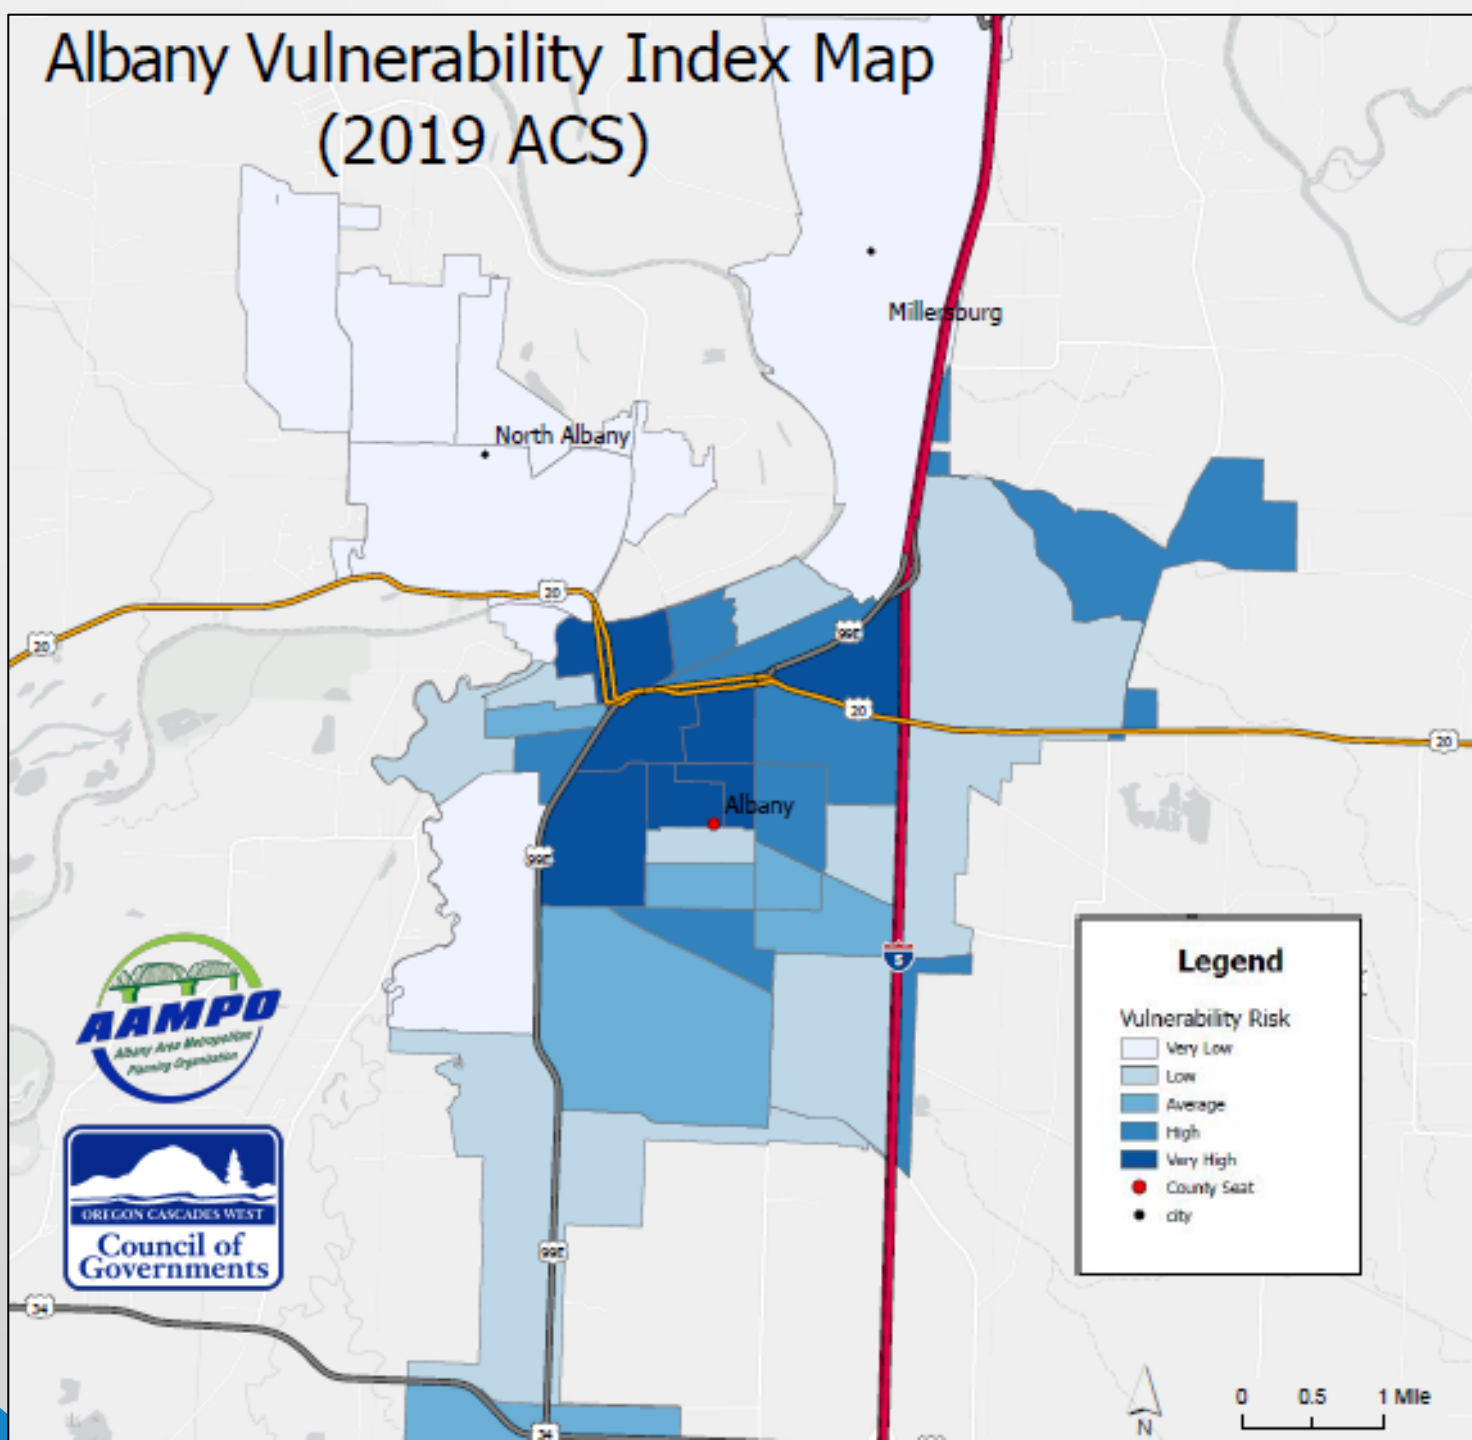 Albany Vulnerability Index Map
(2019 ACS)
Millersburg
North Albany
20
20
99E
20
20
Albany
99E
5
AAMPO
Albany Area Metropolitan
Planning Organization
OREGON CASCADES WEST
Council of
Governments
99E
34
34
Legend
Vulnerability Risk
Very Low
Low
Average
High
Very High
County Seat
city
0 0.5 1 Mile
N